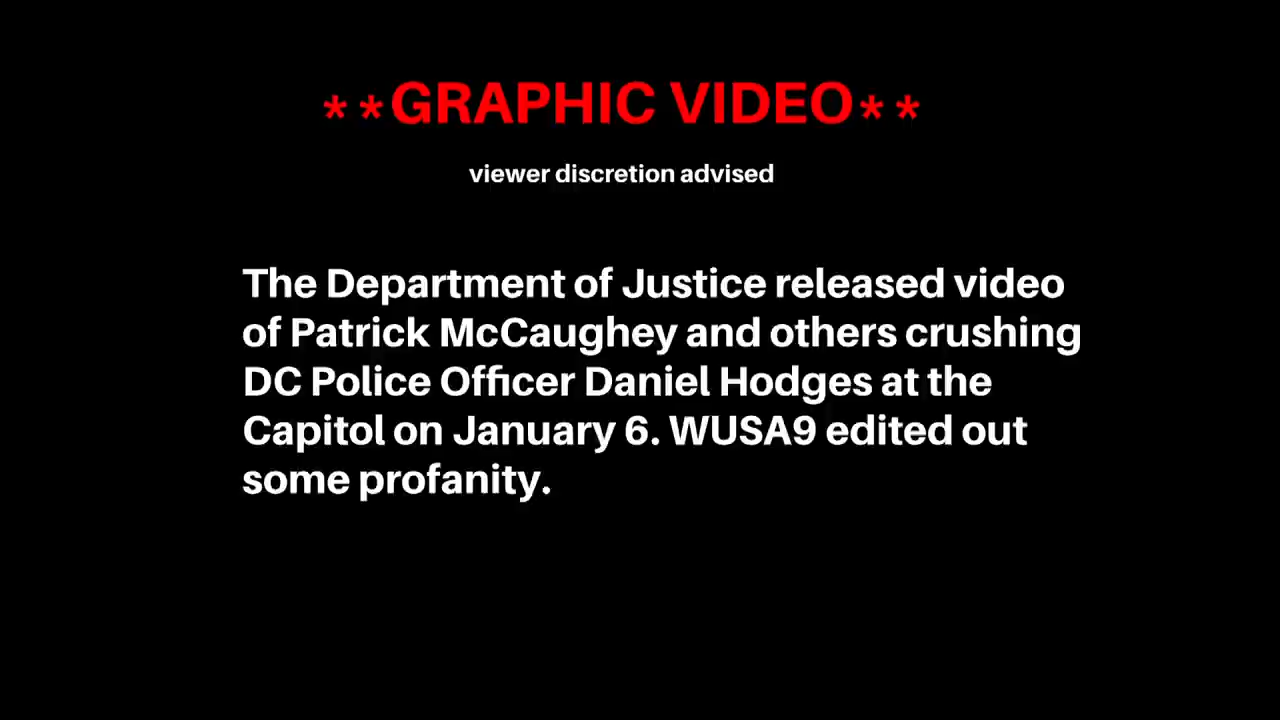 **GRAPHIC VIDEO**
viewer discretion advised
The Department of Justice released video
of Patrick McCaughey and others crushing
DC Police Officer Daniel Hodges at the
Capitol on January 6. WUSA9 edited out
some profanity.